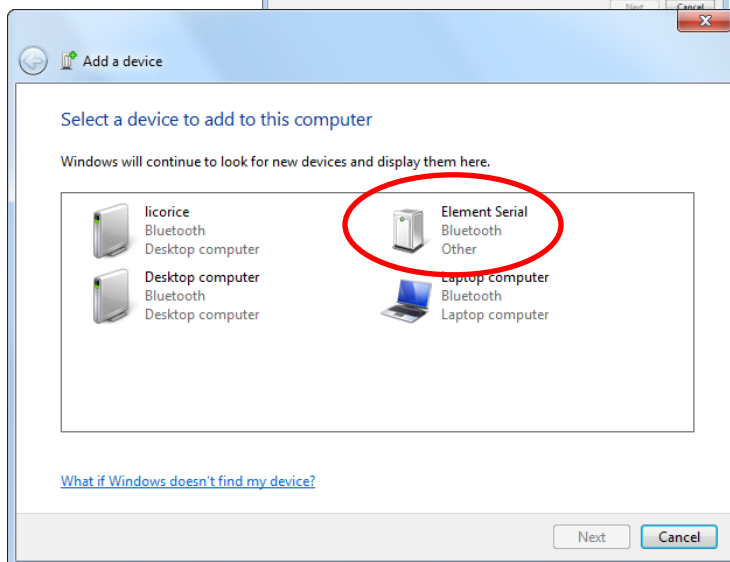 Next Cancel
Add a device
Select a device to add to this computer
Windows will continue to look for new devices and display them here.
licorice
Bluetooth
Desktop computer
Element Serial
Bluetooth
Other
Desktop computer
Bluetooth
Desktop computer
Laptop computer
Bluetooth
Laptop computer
What if Windows doesn't find my device?
Next Cancel